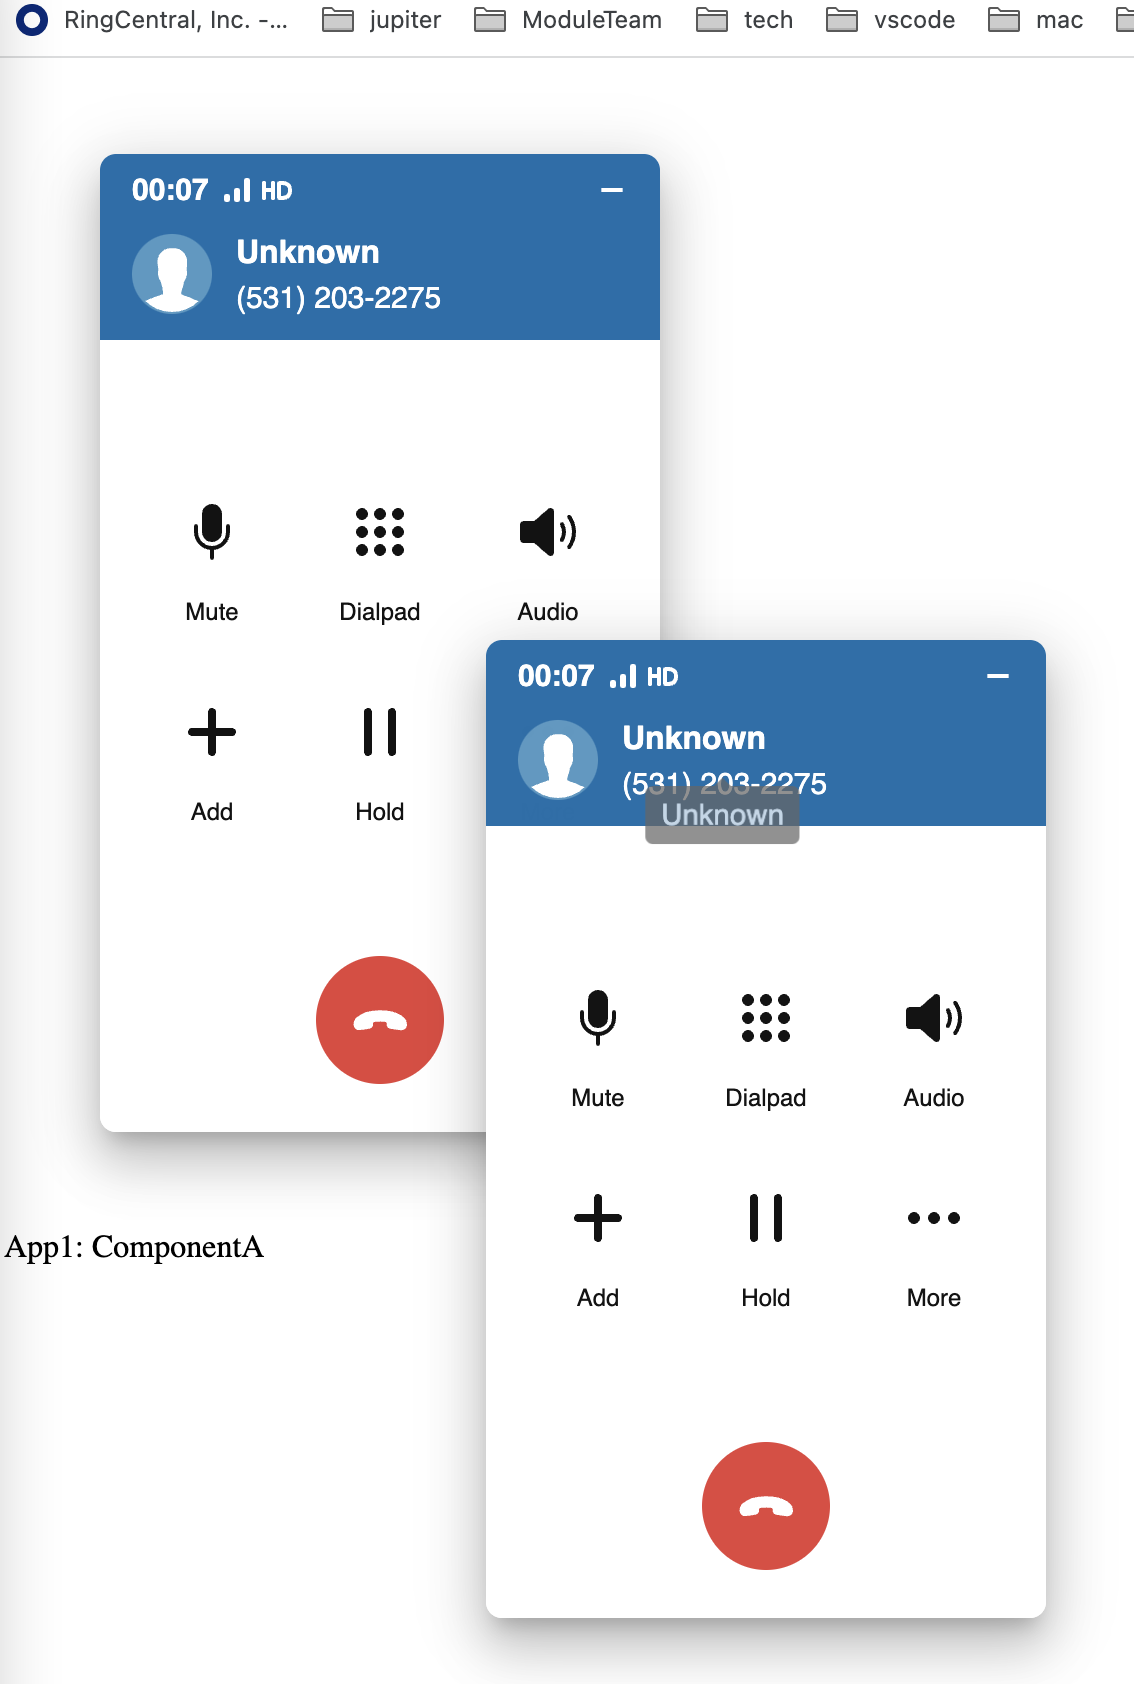 RingCentral, Inc. -... jupiter ModuleTeam tech vscode mac
00:07 HD
Unknown
(531) 203-2275
Mute Dialpad Audio
Add Hold
00:07 HD
Unknown
(531) 203-2275
Unknown
Mute Dialpad Audio
Add Hold More
App1: ComponentA